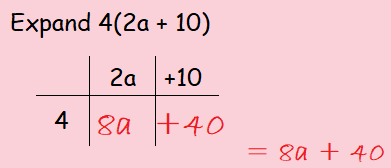 Expand 4(2a + 10)
2a +10
4 8a +40
= 8a + 40